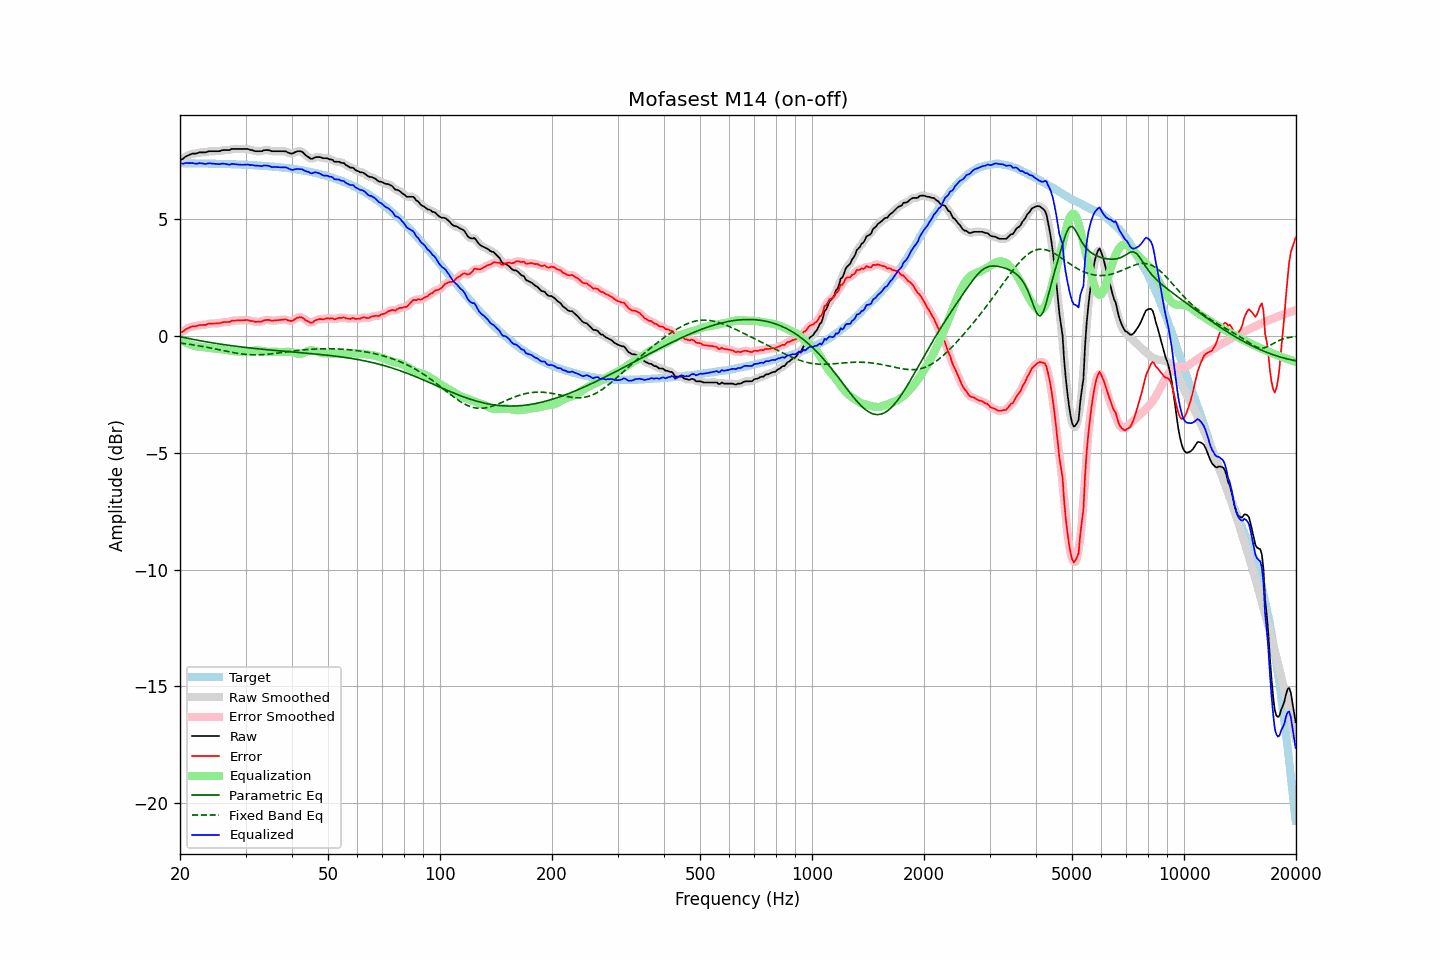 Mofasest M14 (on-off)
Amplitude (dBr)
5
0
−5
−10
−15
−20
Target
Raw Smoothed
Error Smoothed
Raw
Error
Equalization
Parametric Eq
Fixed Band Eq
Equalized
20 50 100 200 500 1000 2000 5000 10000 20000
Frequency (Hz)